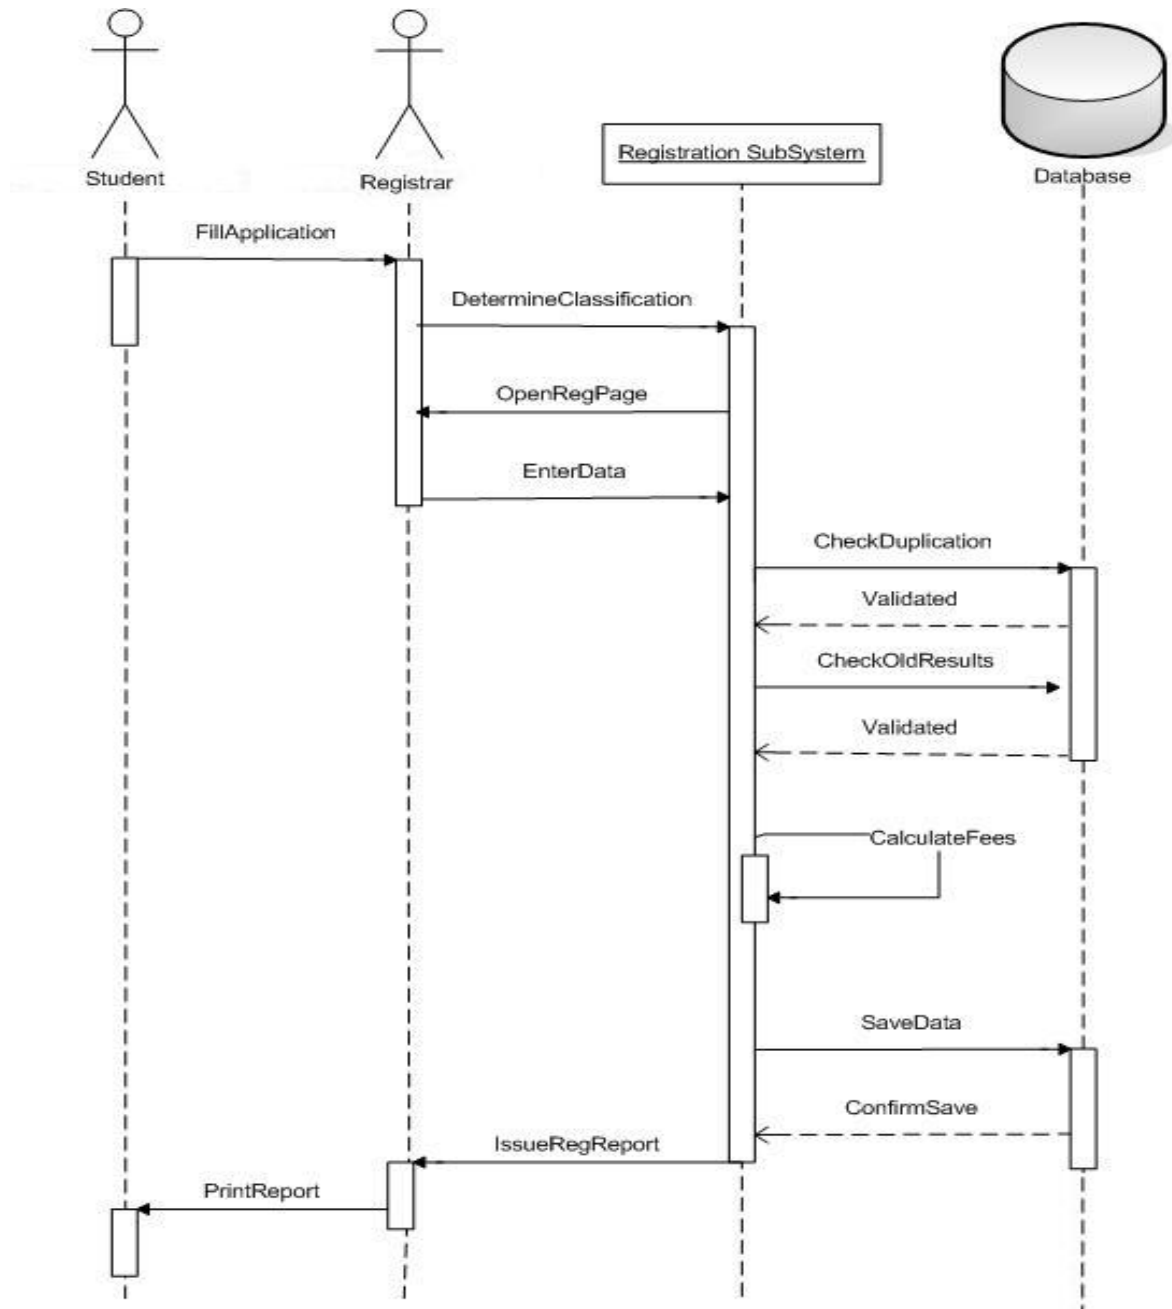 Student
Registrar
Registration SubSystem
Database
FillApplication
DetermineClassification
OpenRegPage
EnterData
CheckDuplication
Validated
CheckOldResults
Validated
CalculateFees
SaveData
ConfirmSave
IssueRegReport
PrintReport